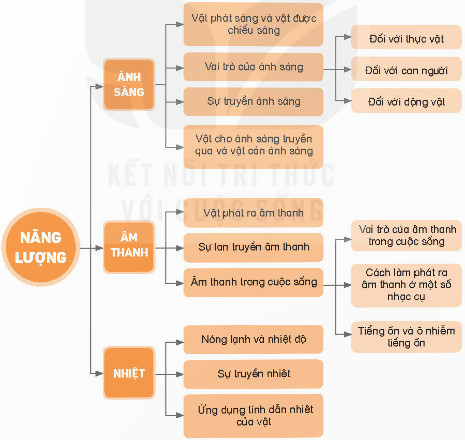 NĂNG
LƯỢNG
ÁNH
SÁNG
Vật phát sáng và vật được
chiếu sáng
Vai trò của ánh sáng
Đối với thực vật
Đối với con người
Đối với động vật
Sự truyền ánh sáng
Vật cho ánh sáng truyền
qua và vật cản ánh sáng
KẾT NỐI TRI THỨC
VỚI CUỘC SỐNG
ÂM
THANH
Vật phát ra âm thanh
Sự lan truyền âm thanh
Âm thanh trong cuộc sống
Vai trò của âm thanh
trong cuộc sống
Cách làm phát ra
âm thanh ở một số
nhạc cụ
Tiếng ồn và ô nhiễm
tiếng ồn
NHIỆT
Nóng lạnh và nhiệt độ
Sự truyền nhiệt
Ứng dụng tính dẫn nhiệt
của vật